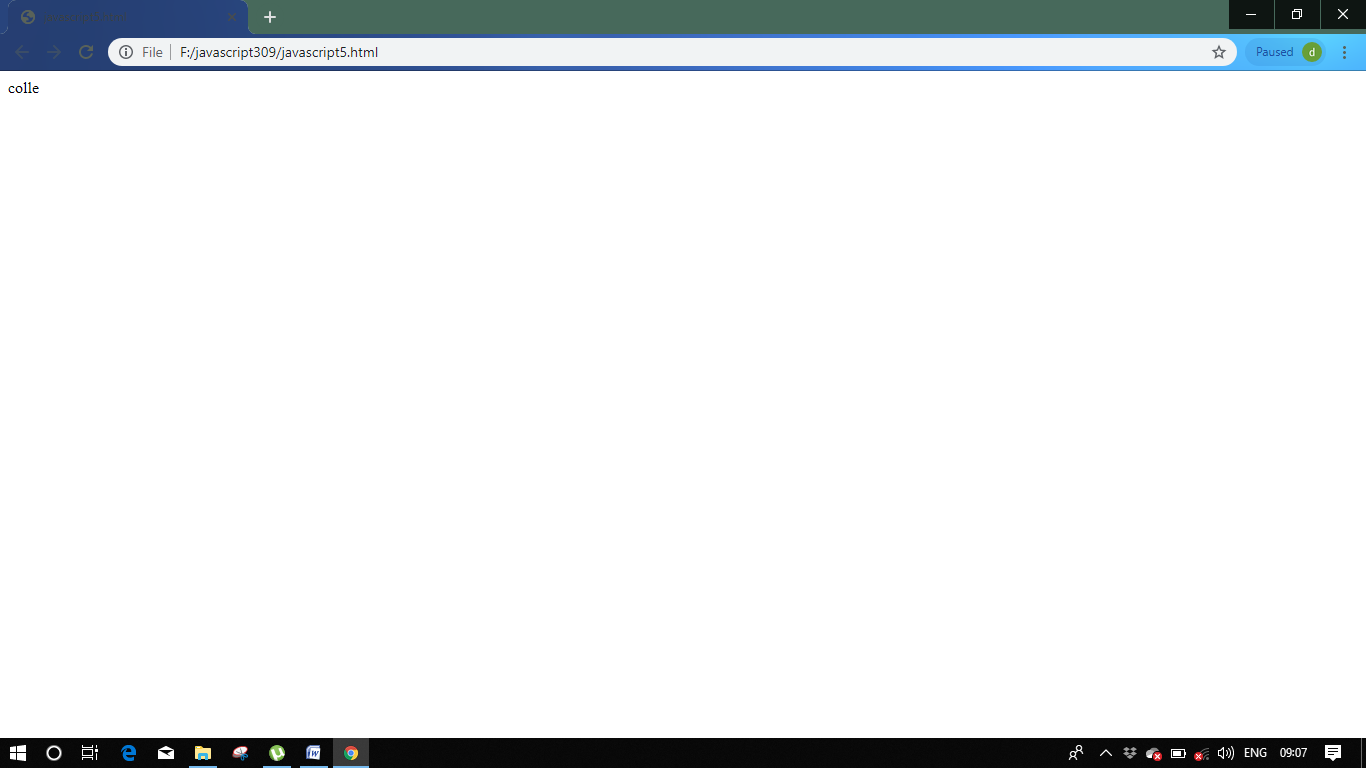 File F:/javascript309/javascript5.html
Paused d
colle
ENG 09:07